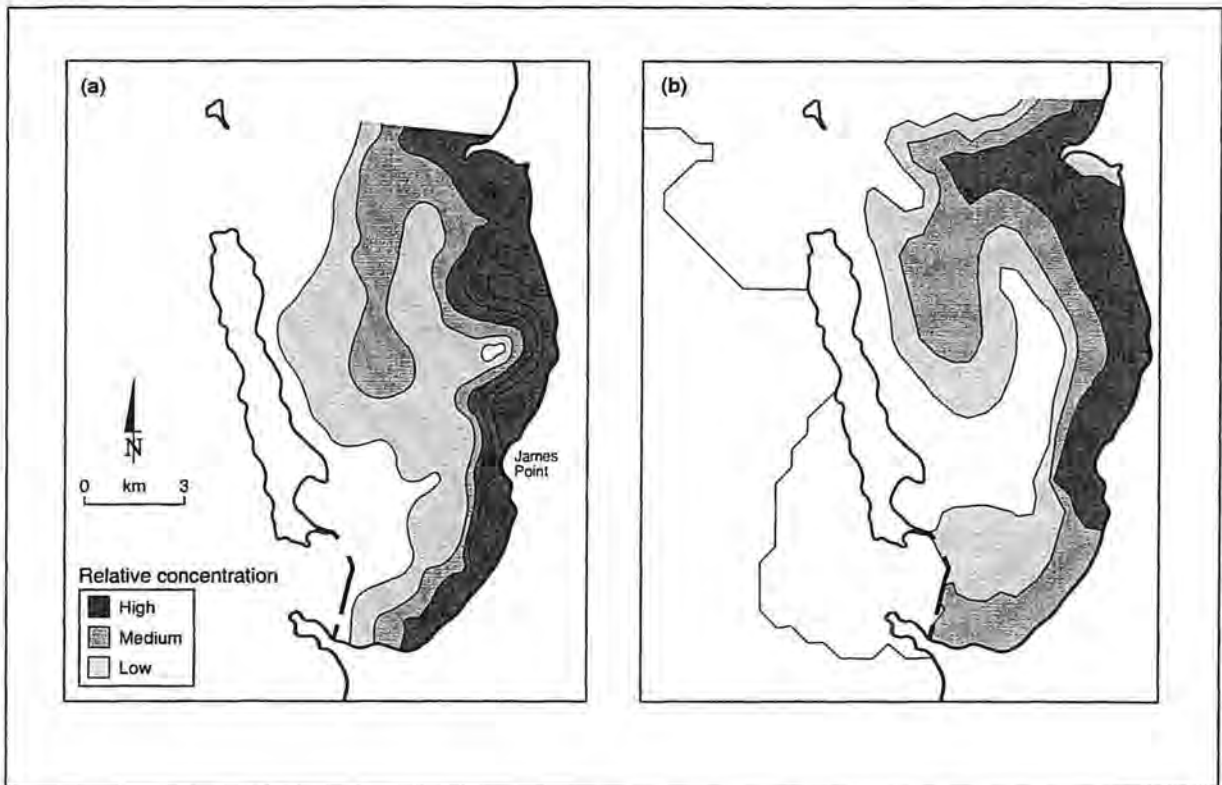 (a)
(b)
N
0 km 3
James
Point
Relative concentration
High
Medium
Low